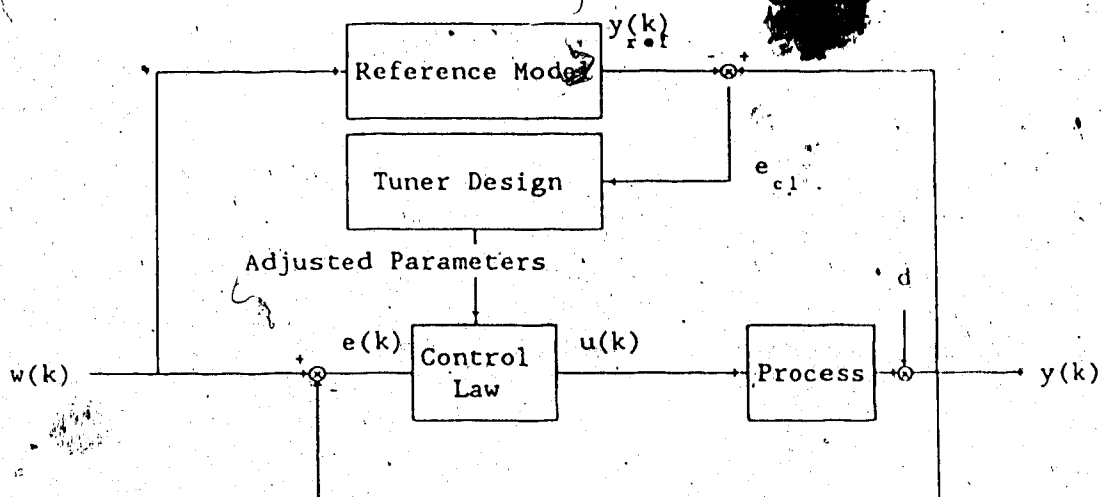 y(k)
ref
Reference Model
- +
Tuner Design
e
cl
Adjusted Parameters
d
e(k)
u(k)
+
Control
Law
w(k)
Process
y(k)
-